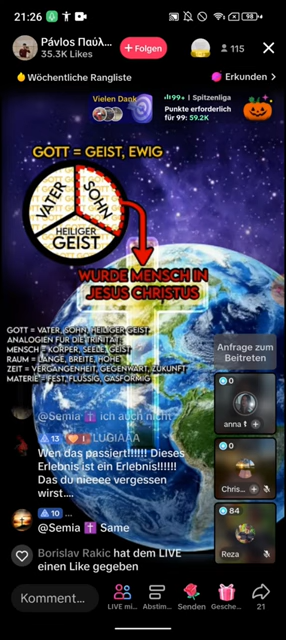 21:26
98
Pávlos Παύλ...
35.3K Likes
+ Folgen
115
Wöchentliche Rangliste
Erkunden >
Vielen Dank
99+ | Spitzenliga
Punkte erforderlich
für 99: 59.2K
GOTT = GEIST, EWIG
VATER
SOHN
HEILIGER
GEIST
WURDE MENSCH IN
JESUS CHRISTUS
GOTT = VATER, SOHN, HEILIGER GEIST
ANALOGIEN FÜR DIE TRINITÄT:
MENSCH = KÖRPER, SEELE, GEIST
RAUM = LÄNGE, BREITE, HÖHE
ZEIT = VERGANGENHEIT, GEGENWART, ZUKUNFT
MATERIE = FEST, FLÜSSIG, GASFÖRMIG
Anfrage zum
Beitreten
@Semia ✝️ ich auch nicht
0
anna
13 LUGIAAA
Wen das passiert!!!!!! Dieses
Erlebnis ist ein Erlebnis!!!!!!
Das du nieeee vergessen
wirst....
0
Chris...
10 ...
@Semia ✝️ Same
84
Reza
Borislav Rakic hat dem LIVE
einen Like gegeben
Komment...
LIVE mi...
Abstim...
Senden
Gesche...
21